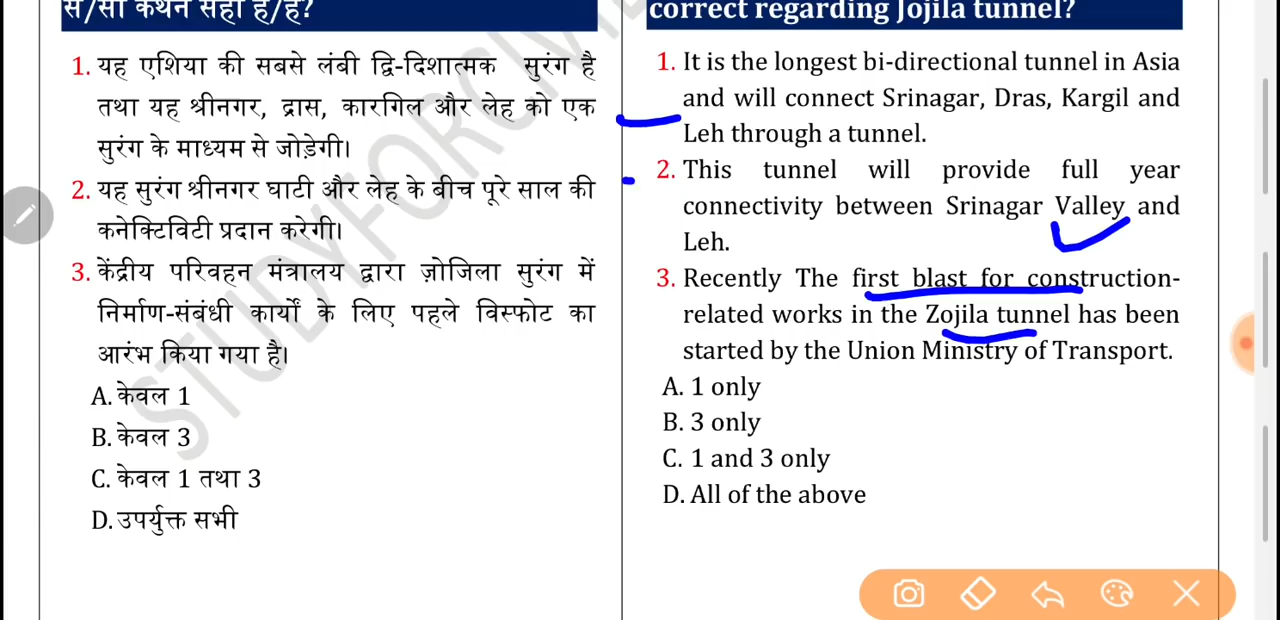 से/सा कथन सही है/हैं?
1. यह एशिया की सबसे लंबी द्वि-दिशात्मक सुरंग है
तथा यह श्रीनगर, द्रास, कारगिल और लेह को एक
सुरंग के माध्यम से जोड़ेगी।
2. यह सुरंग श्रीनगर घाटी और लेह के बीच पूरे साल की
कनेक्टिविटी प्रदान करेगी।
3. केंद्रीय परिवहन मंत्रालय द्वारा ज़ोजिला सुरंग में
निर्माण-संबंधी कार्यों के लिए पहले विस्फोट का
आरंभ किया गया है।
A. केवल 1
B. केवल 3
C. केवल 1 तथा 3
D. उपर्युक्त सभी
correct regarding Jojila tunnel?
1. It is the longest bi-directional tunnel in Asia
and will connect Srinagar, Dras, Kargil and
Leh through a tunnel.
2. This tunnel will provide full year
connectivity between Srinagar Valley and
Leh.
3. Recently The first blast for construction-
related works in the Zojila tunnel has been
started by the Union Ministry of Transport.
A. 1 only
B. 3 only
C. 1 and 3 only
D. All of the above